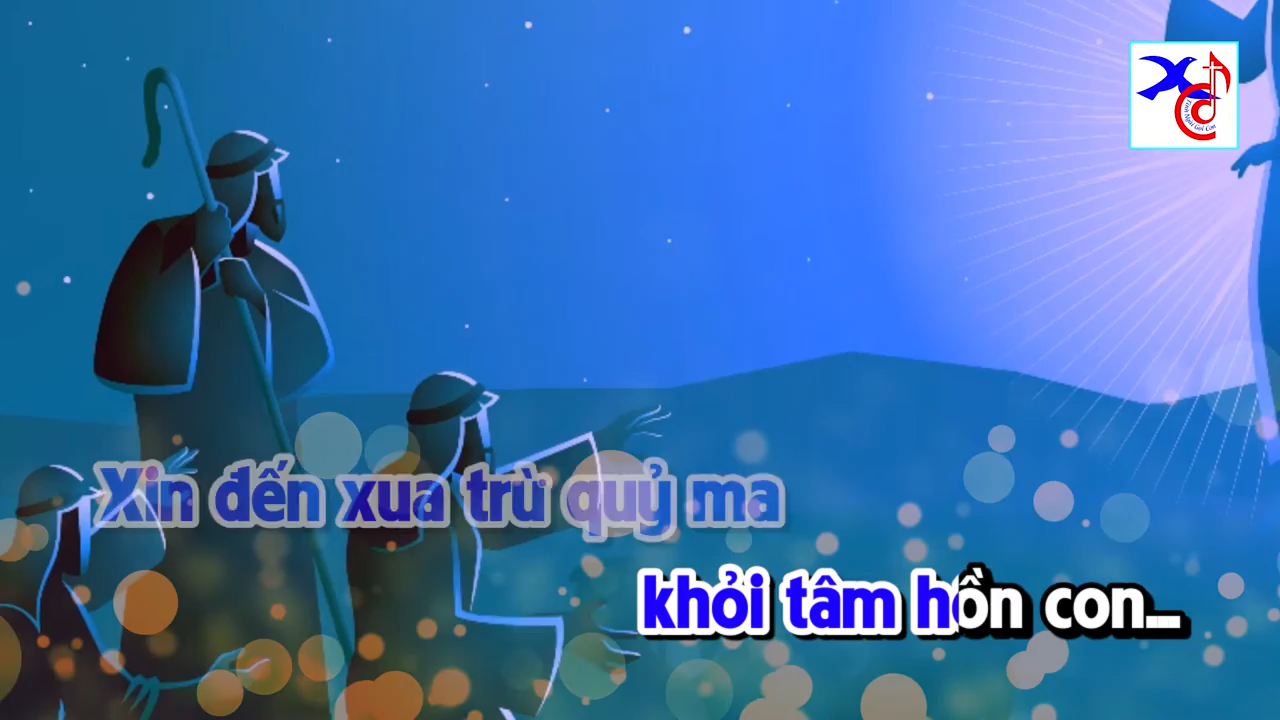 Xin đến xua trừ quỷ ma
khỏi tâm hồn con...